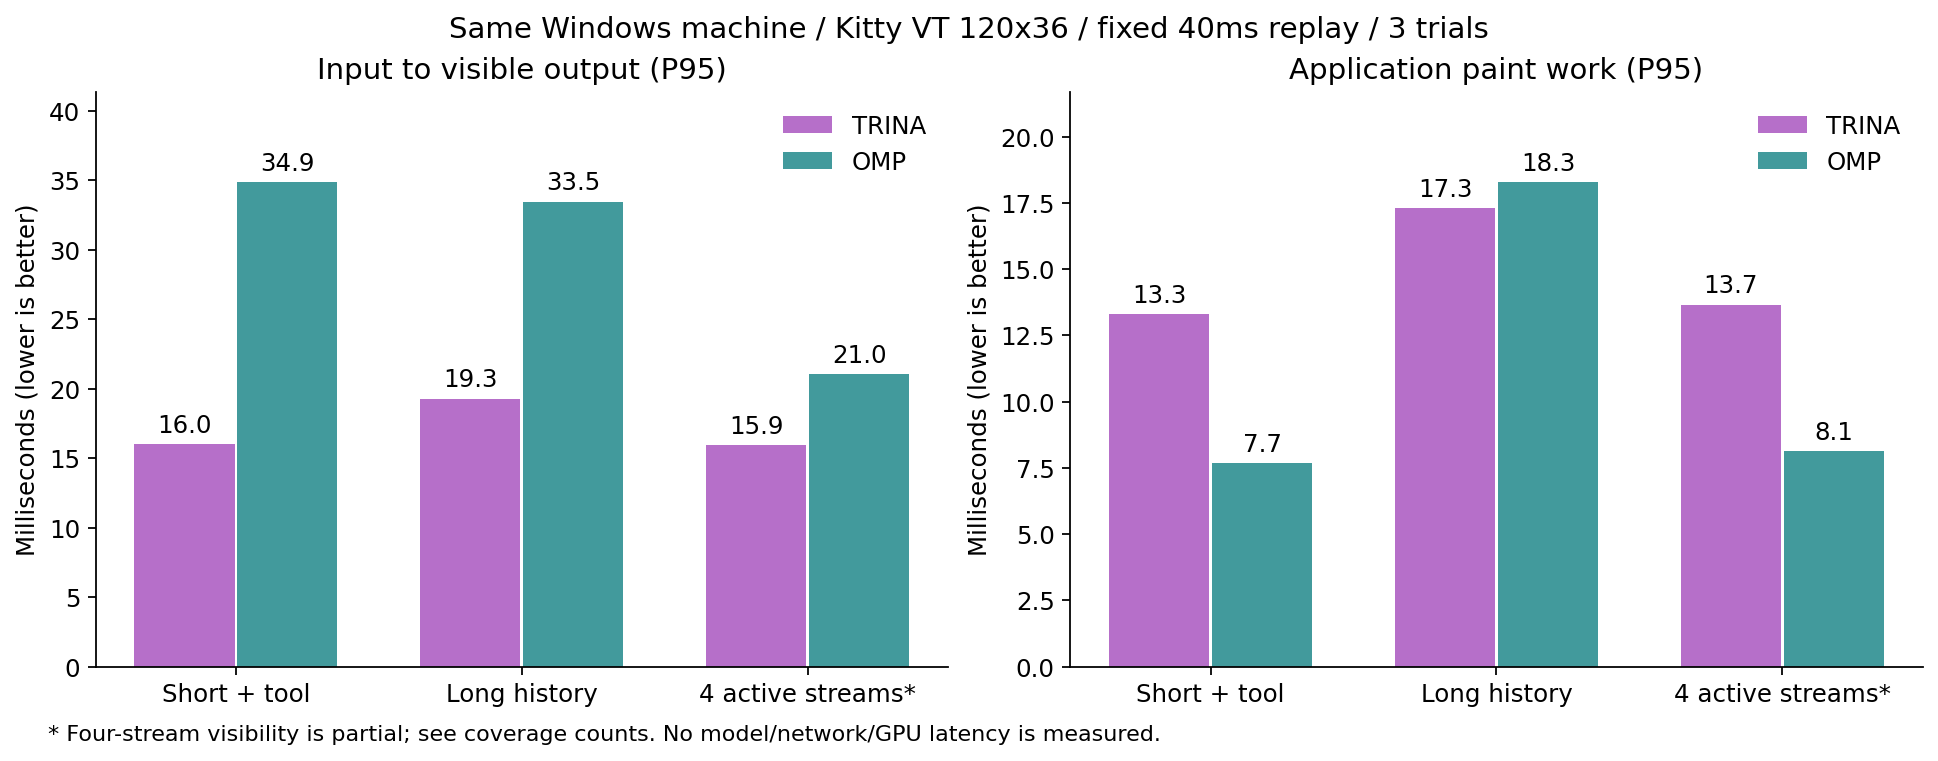 Same Windows machine / Kitty VT 120x36 / fixed 40ms replay / 3 trials
Input to visible output (P95)
Milliseconds (lower is better)
40
35
30
25
20
15
10
5
0
TRINA
OMP
16.0
34.9
19.3
33.5
15.9
21.0
Short + tool
Long history
4 active streams*
Application paint work (P95)
Milliseconds (lower is better)
20.0
17.5
15.0
12.5
10.0
7.5
5.0
2.5
0.0
TRINA
OMP
13.3
7.7
17.3
18.3
13.7
8.1
Short + tool
Long history
4 active streams*
* Four-stream visibility is partial; see coverage counts. No model/network/GPU latency is measured.